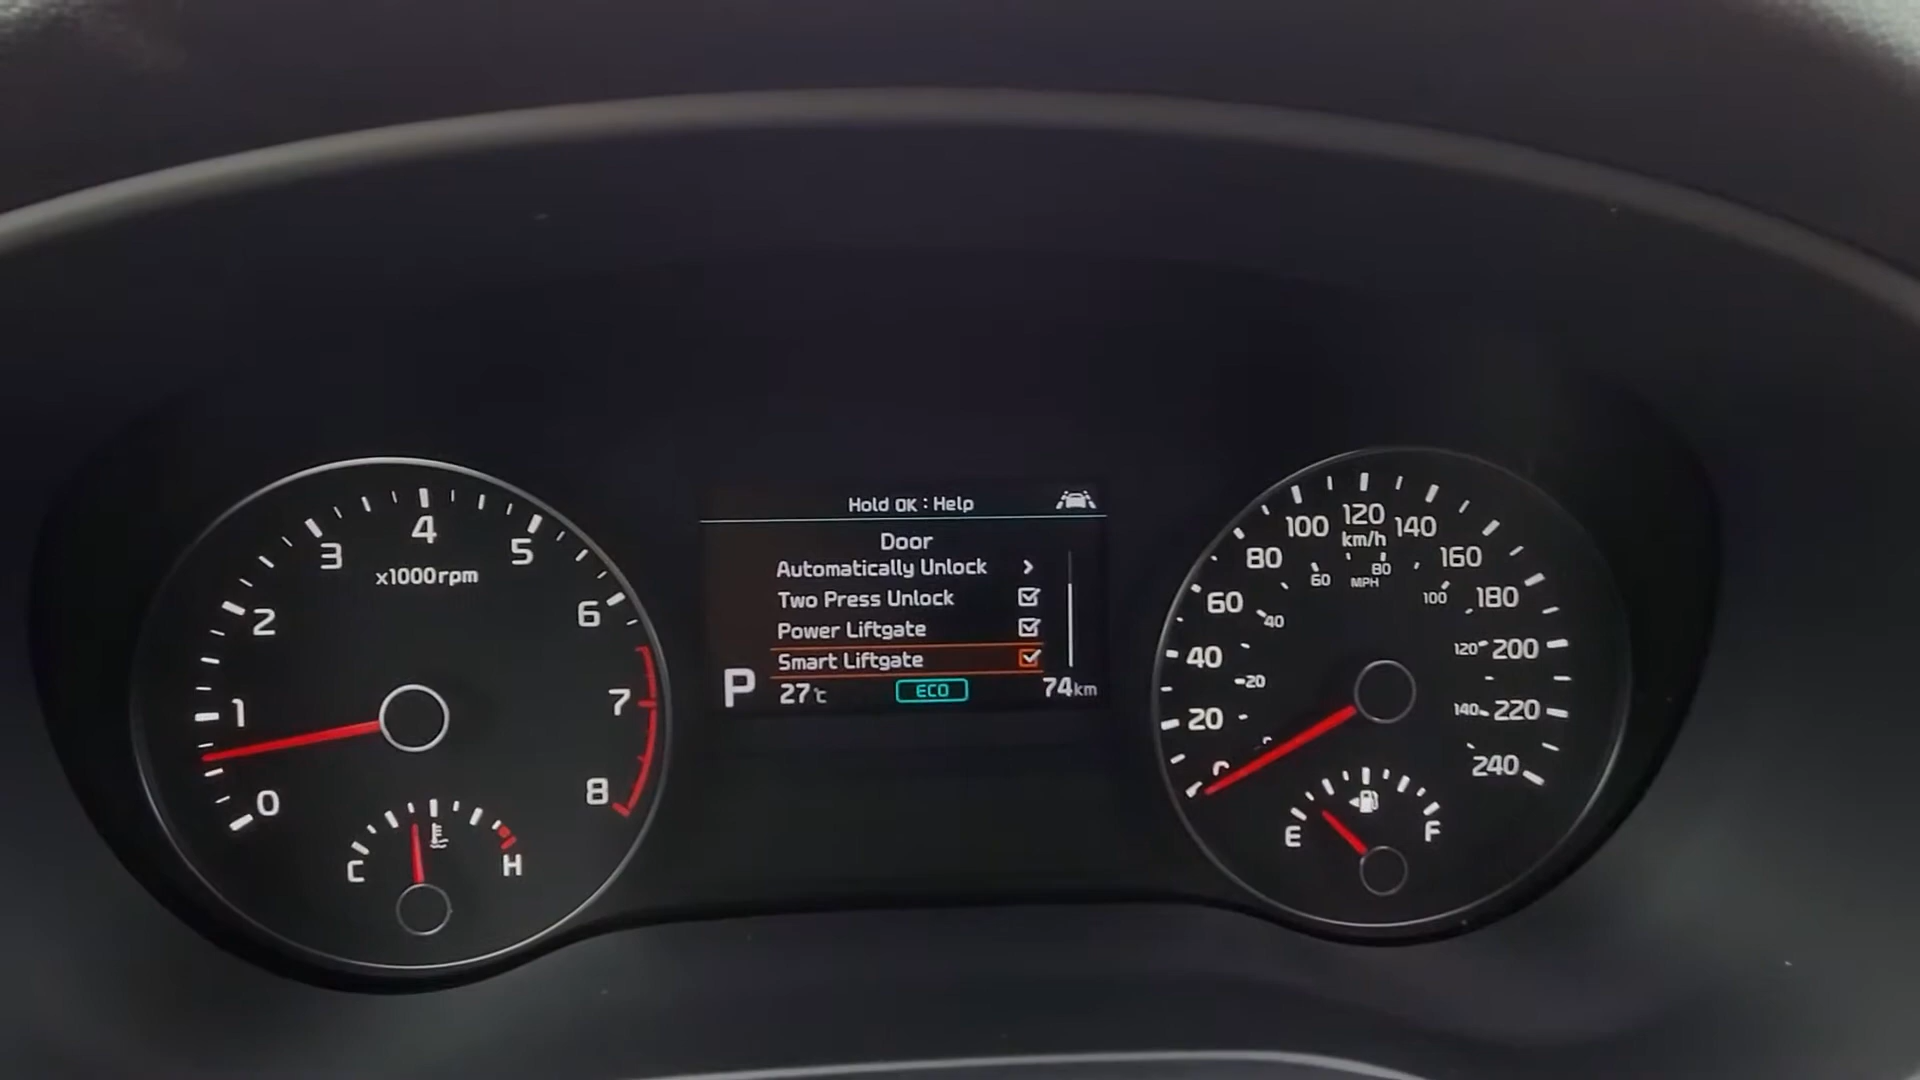 Hold OK : Help
Door
Automatically Unlock >
Two Press Unlock
Power Liftgate
Smart Liftgate
P 27°C ECO 74km
0 1 2 3 4 5 6 7 8
x1000rpm
C H
20 40 60 80 100 120 140 160 180 200 220 240
km/h
20 40 60 80 100 120 140
MPH
E F